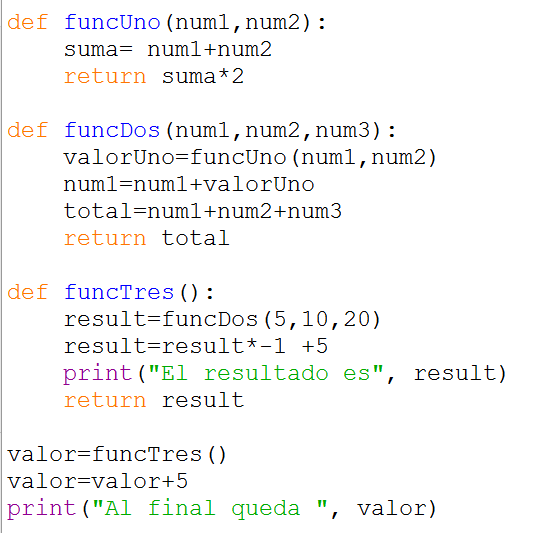 def funcUno(num1,num2):
    suma= num1+num2
    return suma*2

def funcDos(num1,num2,num3):
    valorUno=funcUno(num1,num2)
    num1=num1+valorUno
    total=num1+num2+num3
    return total

def funcTres():
    result=funcDos(5,10,20)
    result=result*-1 +5
    print("El resultado es", result)
    return result

valor=funcTres()
valor=valor+5
print("Al final queda ", valor)